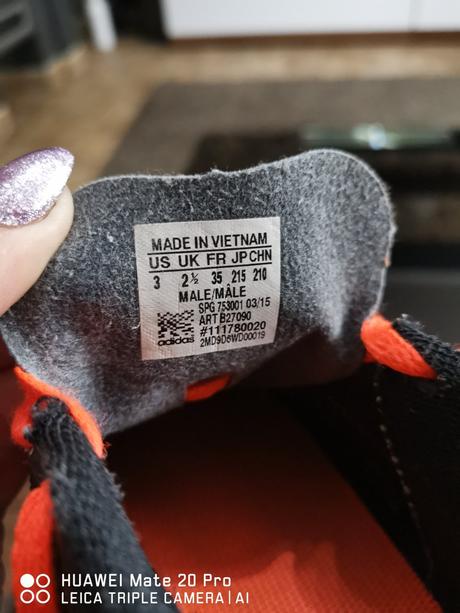 MADE IN VIETNAM
US UK FR JP CHN
3 2½ 35 215 210
MALE/MÂLE
SPG 753001 03/15
ART B27090
#111780020
adidas 2MD9D6WD00019
HUAWEI Mate 20 Pro
LEICA TRIPLE CAMERA | AI